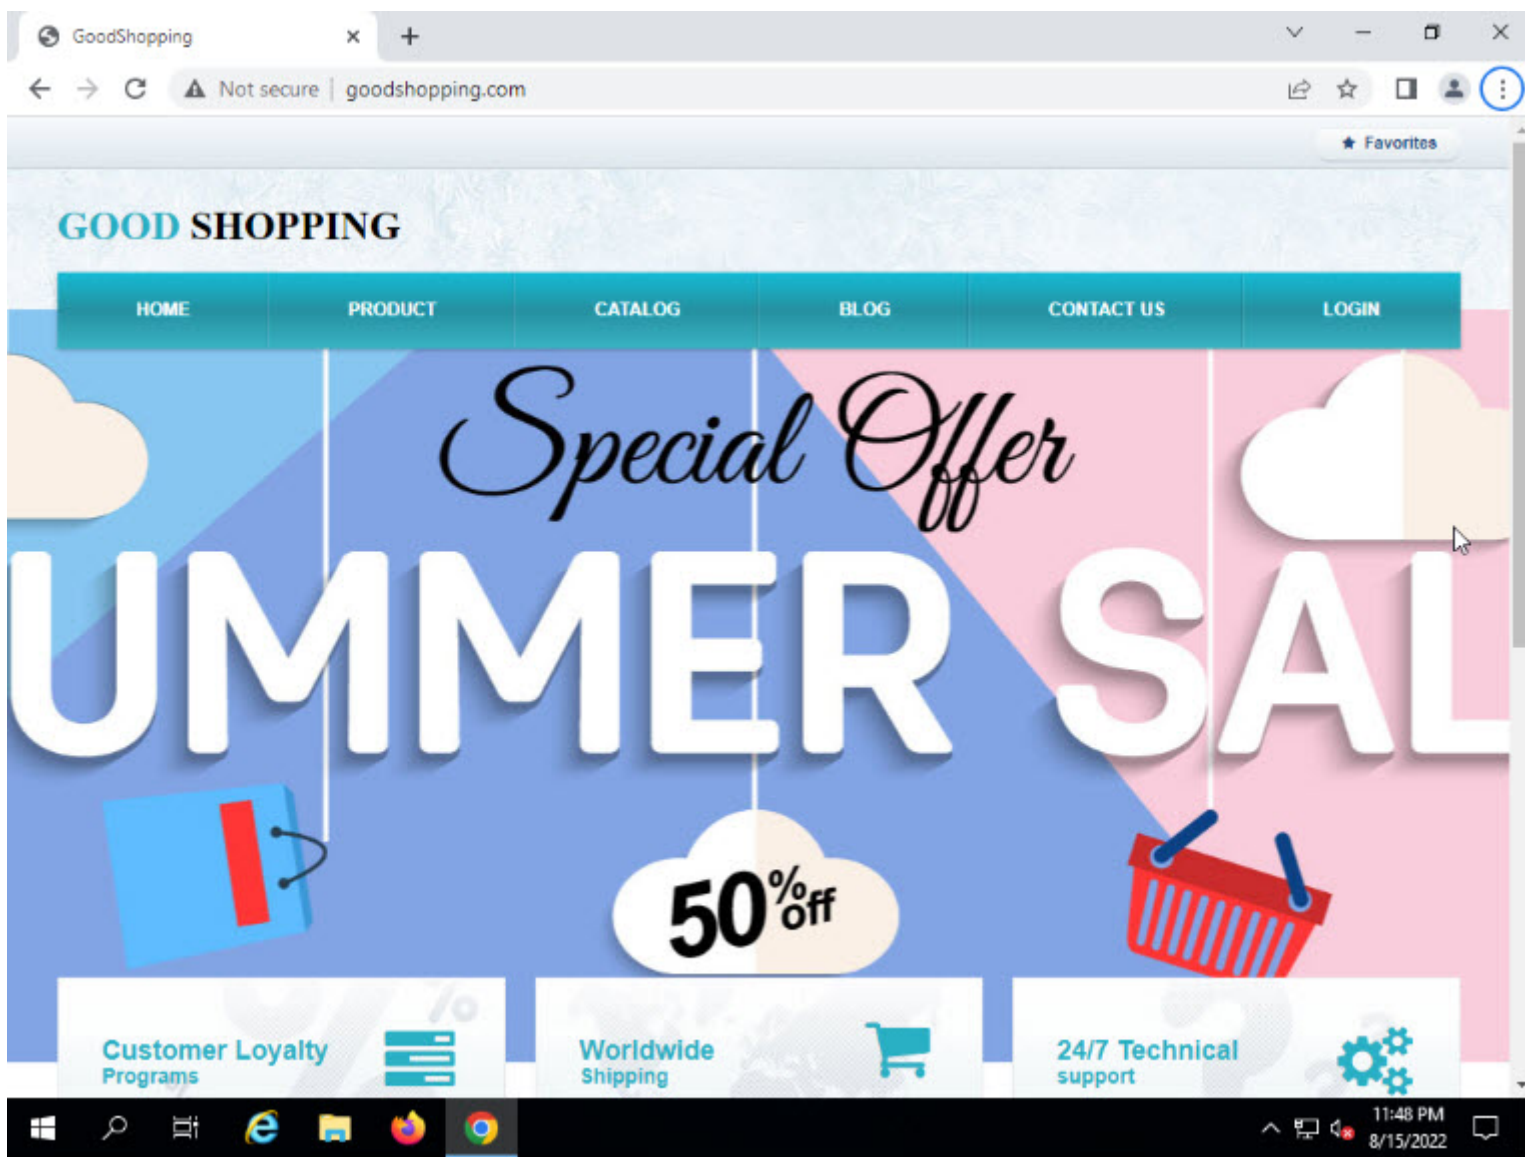 GoodShopping
Not secure | goodshopping.com
Favorites
GOOD SHOPPING
HOME PRODUCT CATALOG BLOG CONTACT US LOGIN
Special Offer
UMMER SAL
50% off
Customer Loyalty
Programs
Worldwide
Shipping
24/7 Technical
support
11:48 PM
8/15/2022